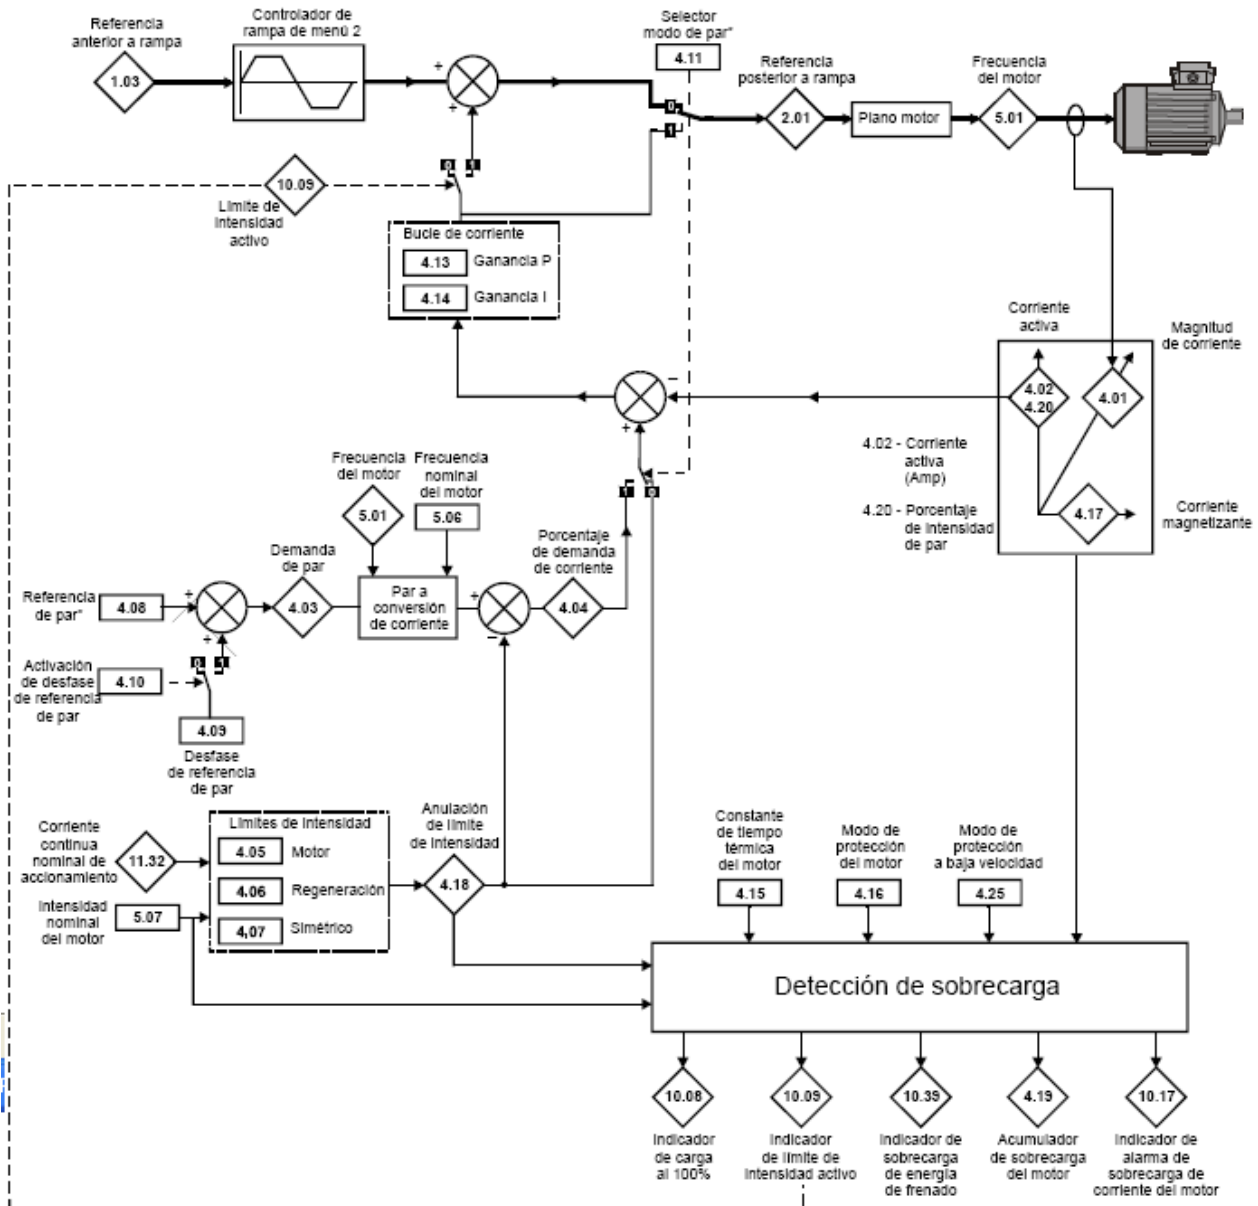 Referencia
anterior a rampa
1.03
Controlador de
rampa de menú 2
+
+
Selector
modo de par*
4.11
0
1
Referencia
posterior a rampa
2.01
Plano motor
Frecuencia
del motor
5.01
0 1
10.09
Límite de
intensidad
activo
Bucle de corriente
4.13 Ganancia P
4.14 Ganancia I
Corriente
activa
Magnitud
de corriente
4.02
4.20
4.01
4.17
Corriente
magnetizante
4.02 - Corriente
activa
(Amp)
4.20 - Porcentaje
de intensidad
de par
-
+
1 0
Frecuencia
del motor
5.01
Frecuencia
nominal
del motor
5.06
Demanda
de par
4.03
Par a
conversión
de corriente
+
-
Porcentaje
de demanda
de corriente
4.04
Referencia
de par*
4.08
+
+
0 1
Activación
de desfase
de referencia
de par
4.10
4.09
Desfase
de referencia
de par
Corriente
continua
nominal de
accionamiento
11.32
Intensidad
nominal
del motor
5.07
Límites de intensidad
4.05 Motor
4.06 Regeneración
4,07 Simétrico
Anulación
de límite
de intensidad
4.18
Constante
de tiempo
térmica
del motor
4.15
Modo de
protección
del motor
4.16
Modo de
protección
a baja velocidad
4.25
Detección de sobrecarga
10.08
Indicador
de carga
al 100%
10.09
Indicador
de límite de
intensidad activo
10.39
Indicador de
sobrecarga
de energía
de frenado
4.19
Acumulador
de sobrecarga
del motor
10.17
Indicador de
alarma de
sobrecarga de
corriente del motor